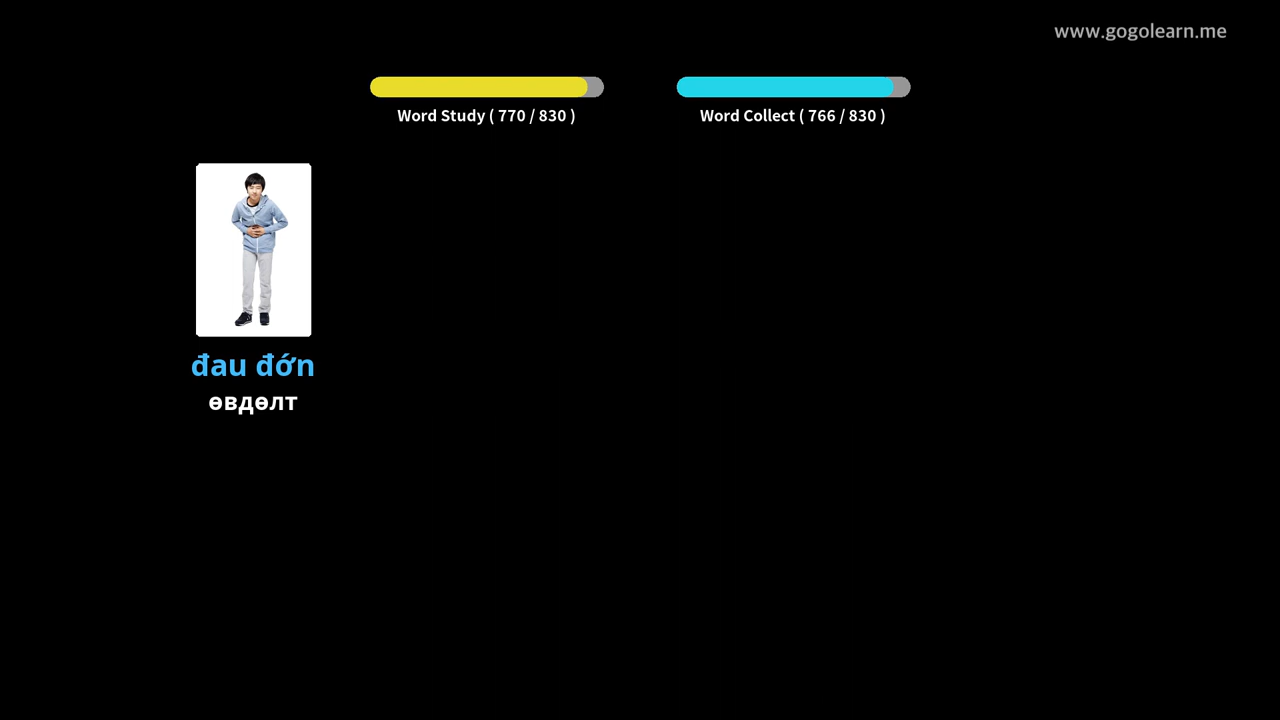 www.gogolearn.me
Word Study ( 770 / 830 )
Word Collect ( 766 / 830 )
đau đớn
өвдөлт